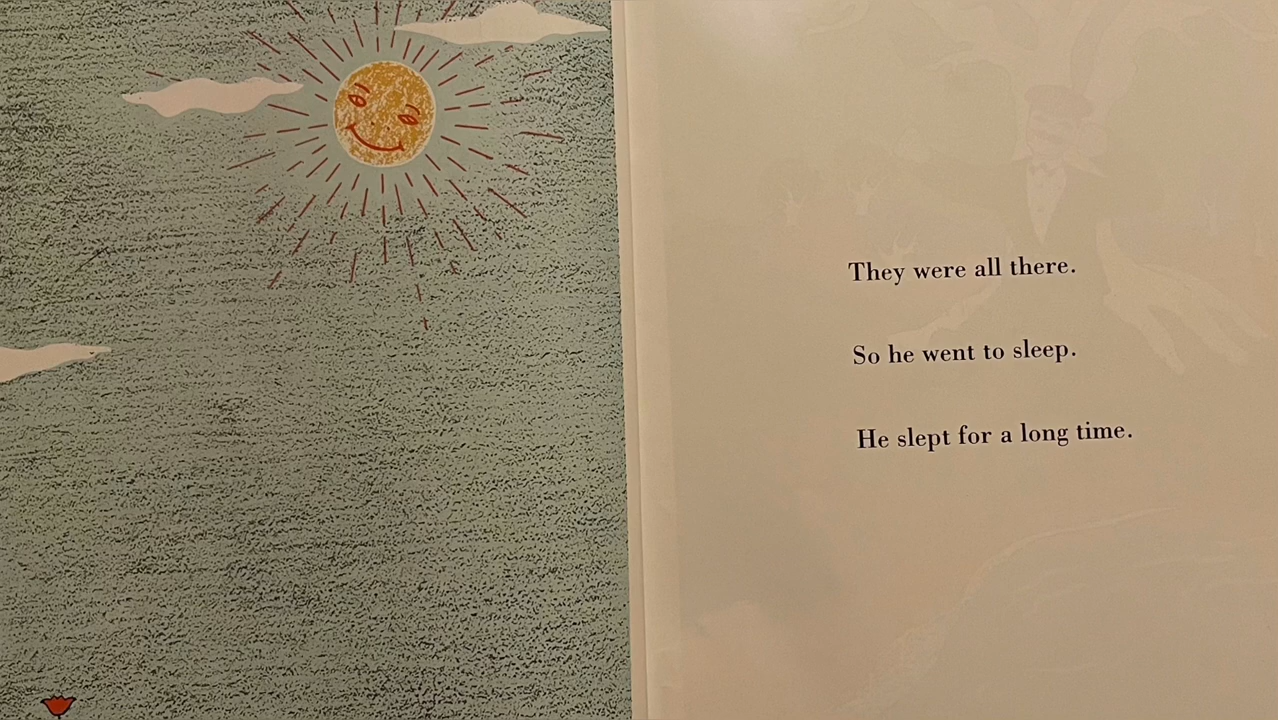 They were all there.
So he went to sleep.
He slept for a long time.